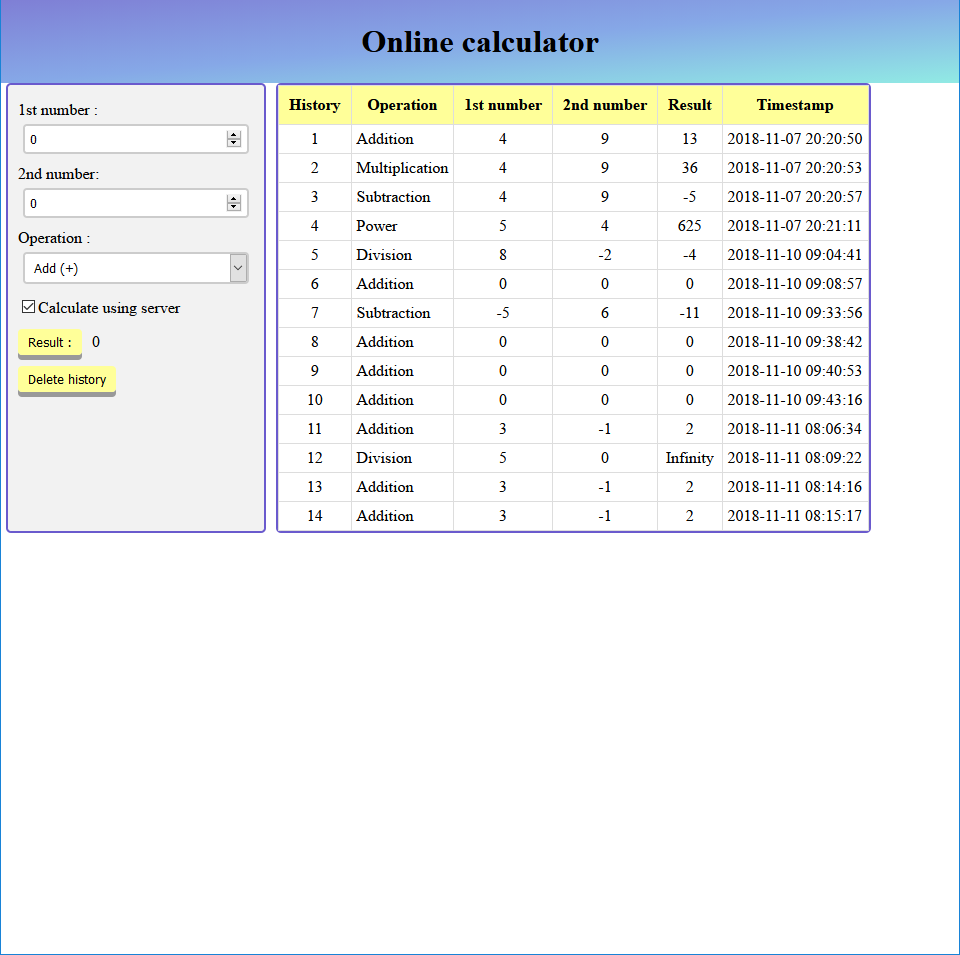 Online calculator
1st number :
0
2nd number:
0
Operation :
Add (+)
Calculate using server
Result : 0
Delete history
History Operation 1st number 2nd number Result Timestamp
1 Addition 4 9 13 2018-11-07 20:20:50
2 Multiplication 4 9 36 2018-11-07 20:20:53
3 Subtraction 4 9 -5 2018-11-07 20:20:57
4 Power 5 4 625 2018-11-07 20:21:11
5 Division 8 -2 -4 2018-11-10 09:04:41
6 Addition 0 0 0 2018-11-10 09:08:57
7 Subtraction -5 6 -11 2018-11-10 09:33:56
8 Addition 0 0 0 2018-11-10 09:38:42
9 Addition 0 0 0 2018-11-10 09:40:53
10 Addition 0 0 0 2018-11-10 09:43:16
11 Addition 3 -1 2 2018-11-11 08:06:34
12 Division 5 0 Infinity 2018-11-11 08:09:22
13 Addition 3 -1 2 2018-11-11 08:14:16
14 Addition 3 -1 2 2018-11-11 08:15:17